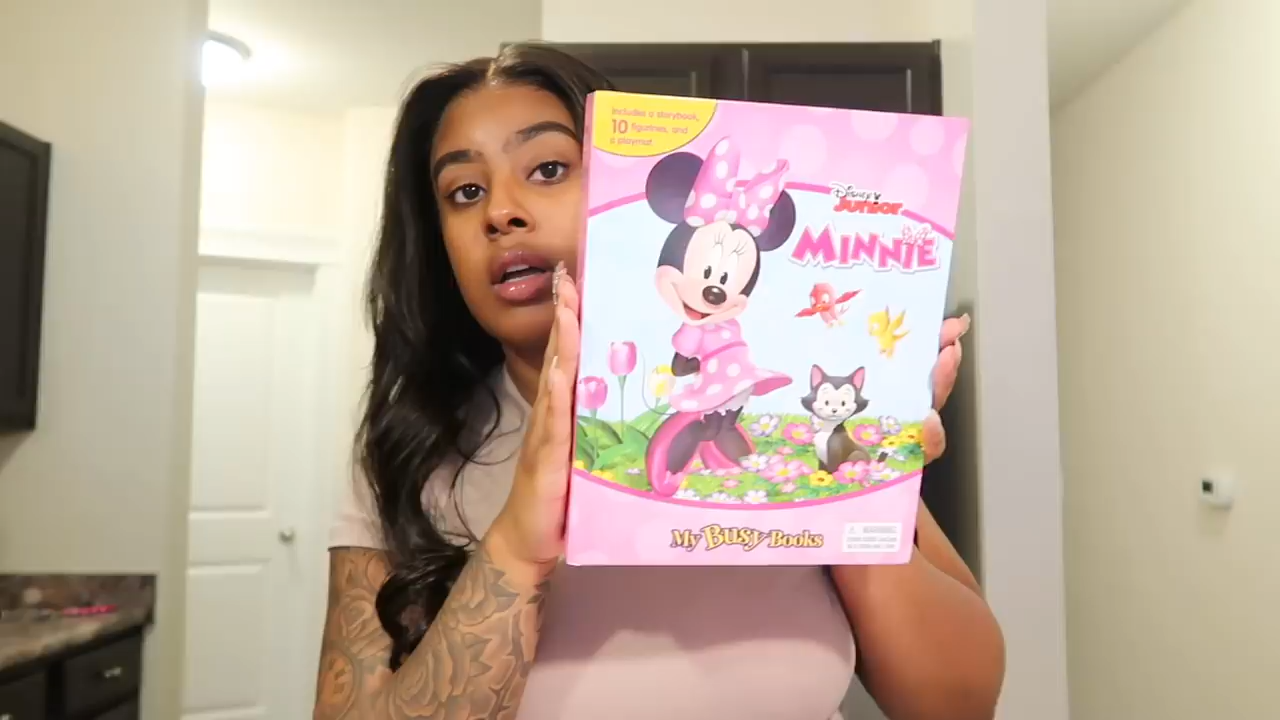 Includes a storybook,
10 figurines, and
a playmat
Disney
Junior
MINNIE
My Busy Books
WARNING: